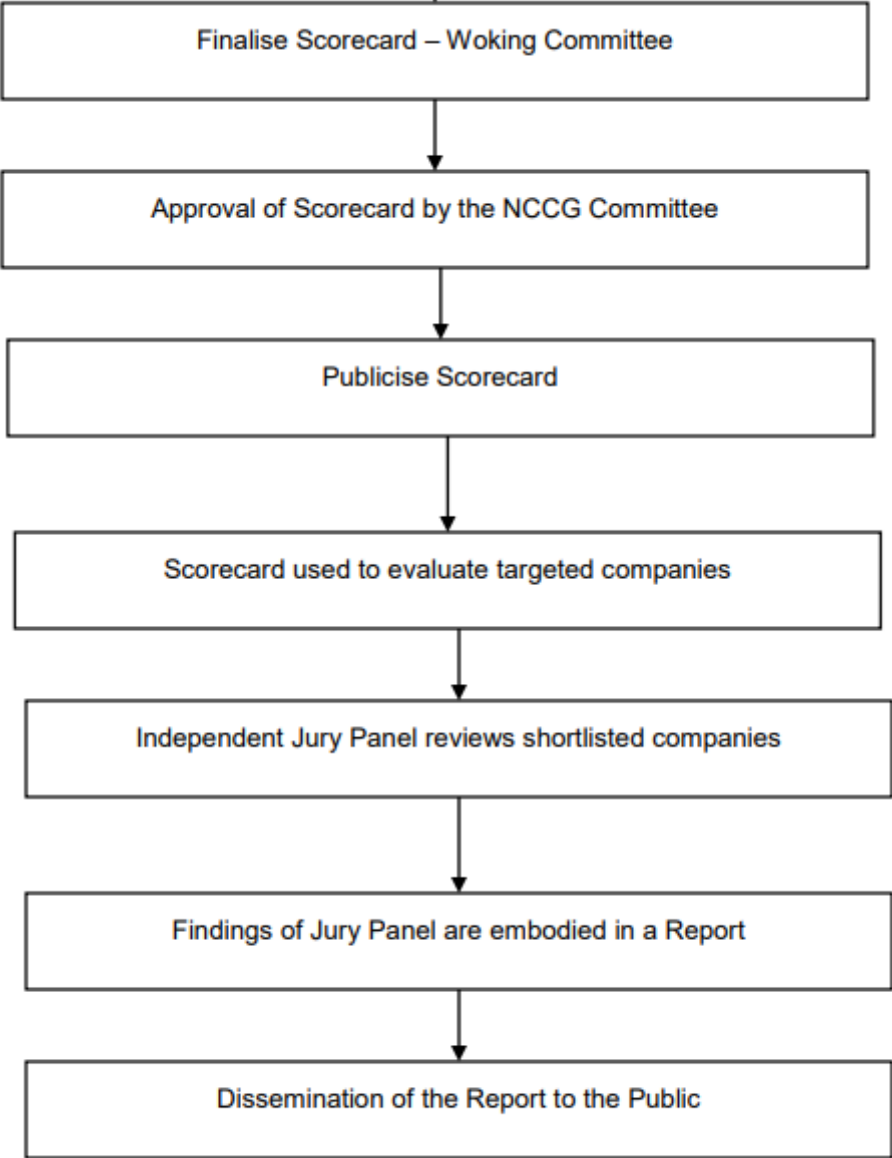 Finalise Scorecard – Woking Committee
Approval of Scorecard by the NCCG Committee
Publicise Scorecard
Scorecard used to evaluate targeted companies
Independent Jury Panel reviews shortlisted companies
Findings of Jury Panel are embodied in a Report
Dissemination of the Report to the Public